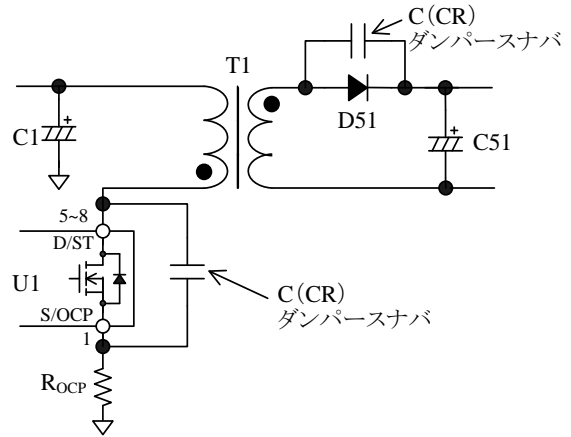 C(CR)
ダンパースナバ
T1
D51
C1
C51
5~8
D/ST
U1
C(CR)
ダンパースナバ
S/OCP
1
ROCP